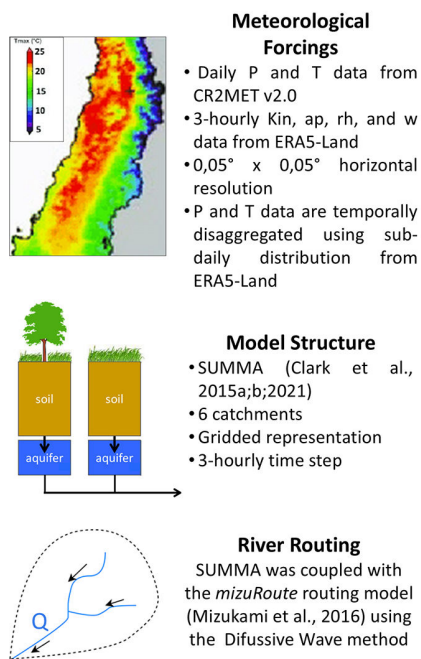 Meteorological
Forcings
Tmax (°C)
25
20
15
10
5
• Daily P and T data from
CR2MET v2.0
• 3-hourly Kin, ap, rh, and w
data from ERA5-Land
• 0,05° x 0,05° horizontal
resolution
• P and T data are temporally
disaggregated using sub-
daily distribution from
ERA5-Land
Model Structure
• SUMMA (Clark et al.,
2015a;b;2021)
• 6 catchments
• Gridded representation
• 3-hourly time step
soil
soil
aquifer
aquifer
River Routing
SUMMA was coupled with
the mizuRoute routing model
(Mizukami et al., 2016) using
the Difussive Wave method
Q